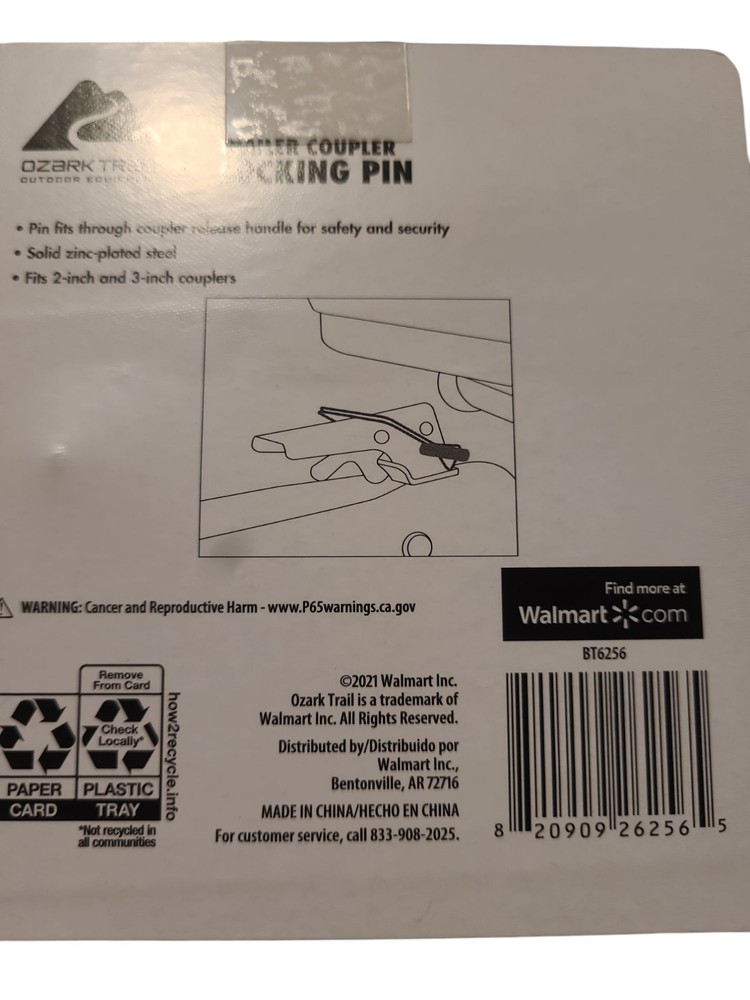 OZARK TRAIL
OUTDOOR EQUIPMENT
TRAILER COUPLER
LOCKING PIN
• Pin fits through coupler release handle for safety and security
• Solid zinc-plated steel
• Fits 2-inch and 3-inch couplers
WARNING: Cancer and Reproductive Harm - www.P65warnings.ca.gov
Find more at
Walmart com
BT6256
Remove
From Card
Check
Locally*
PAPER
PLASTIC
CARD
TRAY
how2recycle.info
*Not recycled in
all communities
©2021 Walmart Inc.
Ozark Trail is a trademark of
Walmart Inc. All Rights Reserved.
Distributed by/Distribuido por
Walmart Inc.,
Bentonville, AR 72716
MADE IN CHINA/HECHO EN CHINA
For customer service, call 833-908-2025.
8 20909 26256 5